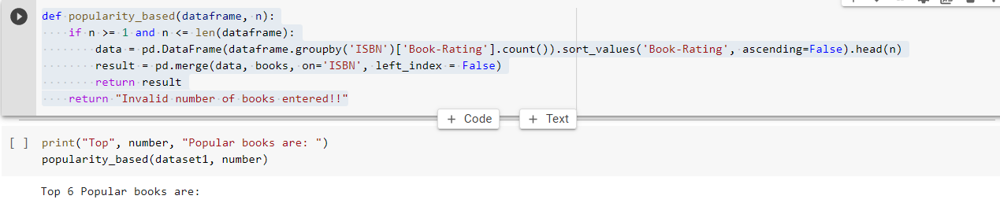 def popularity_based(dataframe, n):
    if n >= 1 and n <= len(dataframe):
        data = pd.DataFrame(dataframe.groupby('ISBN')['Book-Rating'].count()).sort_values('Book-Rating', ascending=False).head(n)
        result = pd.merge(data, books, on='ISBN', left_index = False)
        return result
    return "Invalid number of books entered!!"
+ Code + Text
[ ] print("Top", number, "Popular books are: ")
popularity_based(dataset1, number)
Top 6 Popular books are: